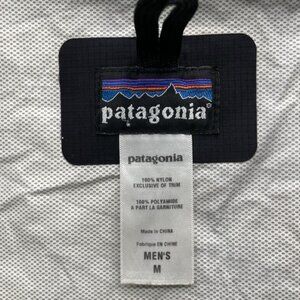 patagonia®
patagonia
100% NYLON
EXCLUSIVE OF TRIM
100% POLYAMIDE
A PART LA GARNITURE
Made in CHINA
Fabriqué EN CHINE
MEN'S
M